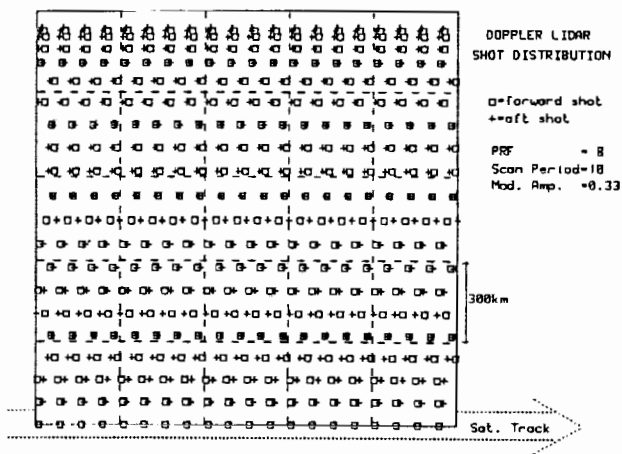 DOPPLER LIDAR
SHOT DISTRIBUTION
□=forward shot
+=aft shot
PRF = 8
Scan Period=10
Mod. Amp. =0.33
300km
Sat. Track